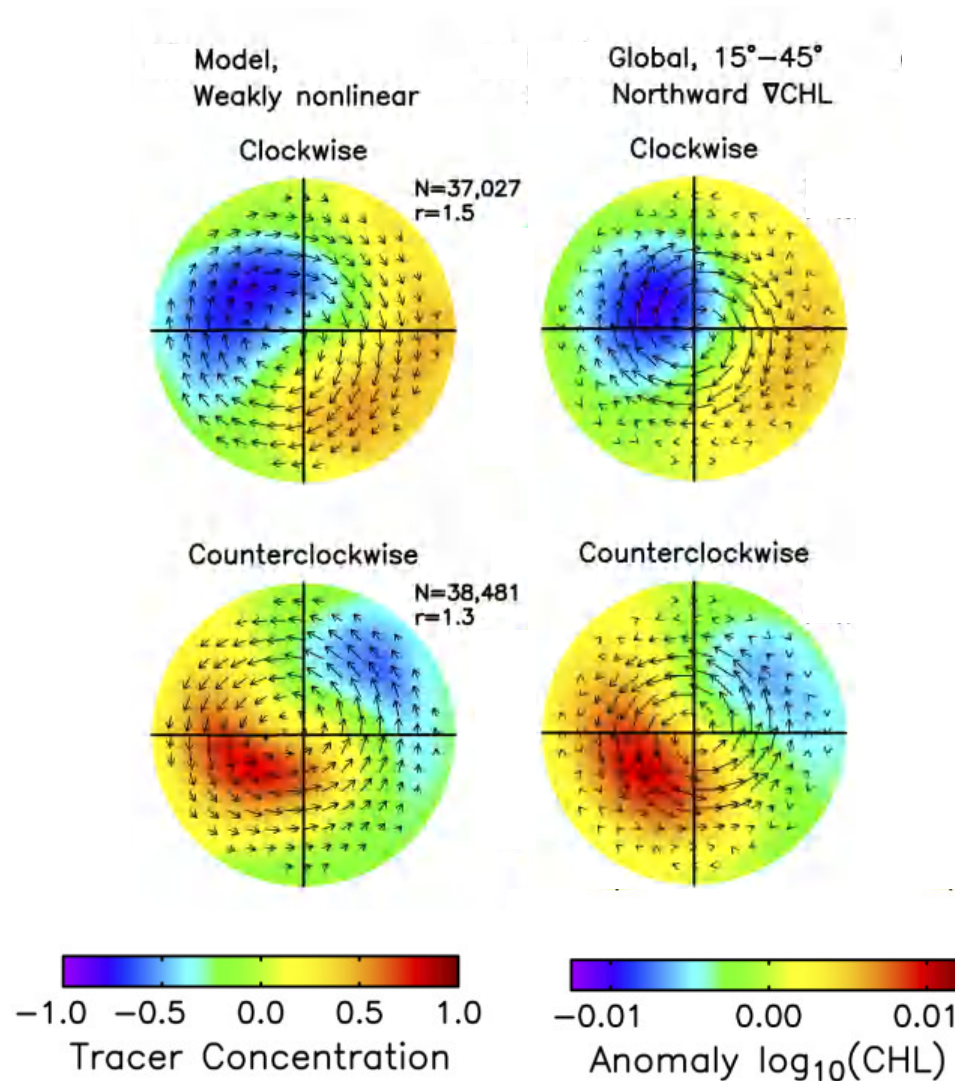 Model,
Weakly nonlinear
Global, 15°−45°
Northward ∇CHL
Clockwise
N=37,027
r=1.5
Clockwise
Counterclockwise
N=38,481
r=1.3
Counterclockwise
−1.0 −0.5 0.0 0.5 1.0
Tracer Concentration
−0.01 0.00 0.01
Anomaly log10(CHL)